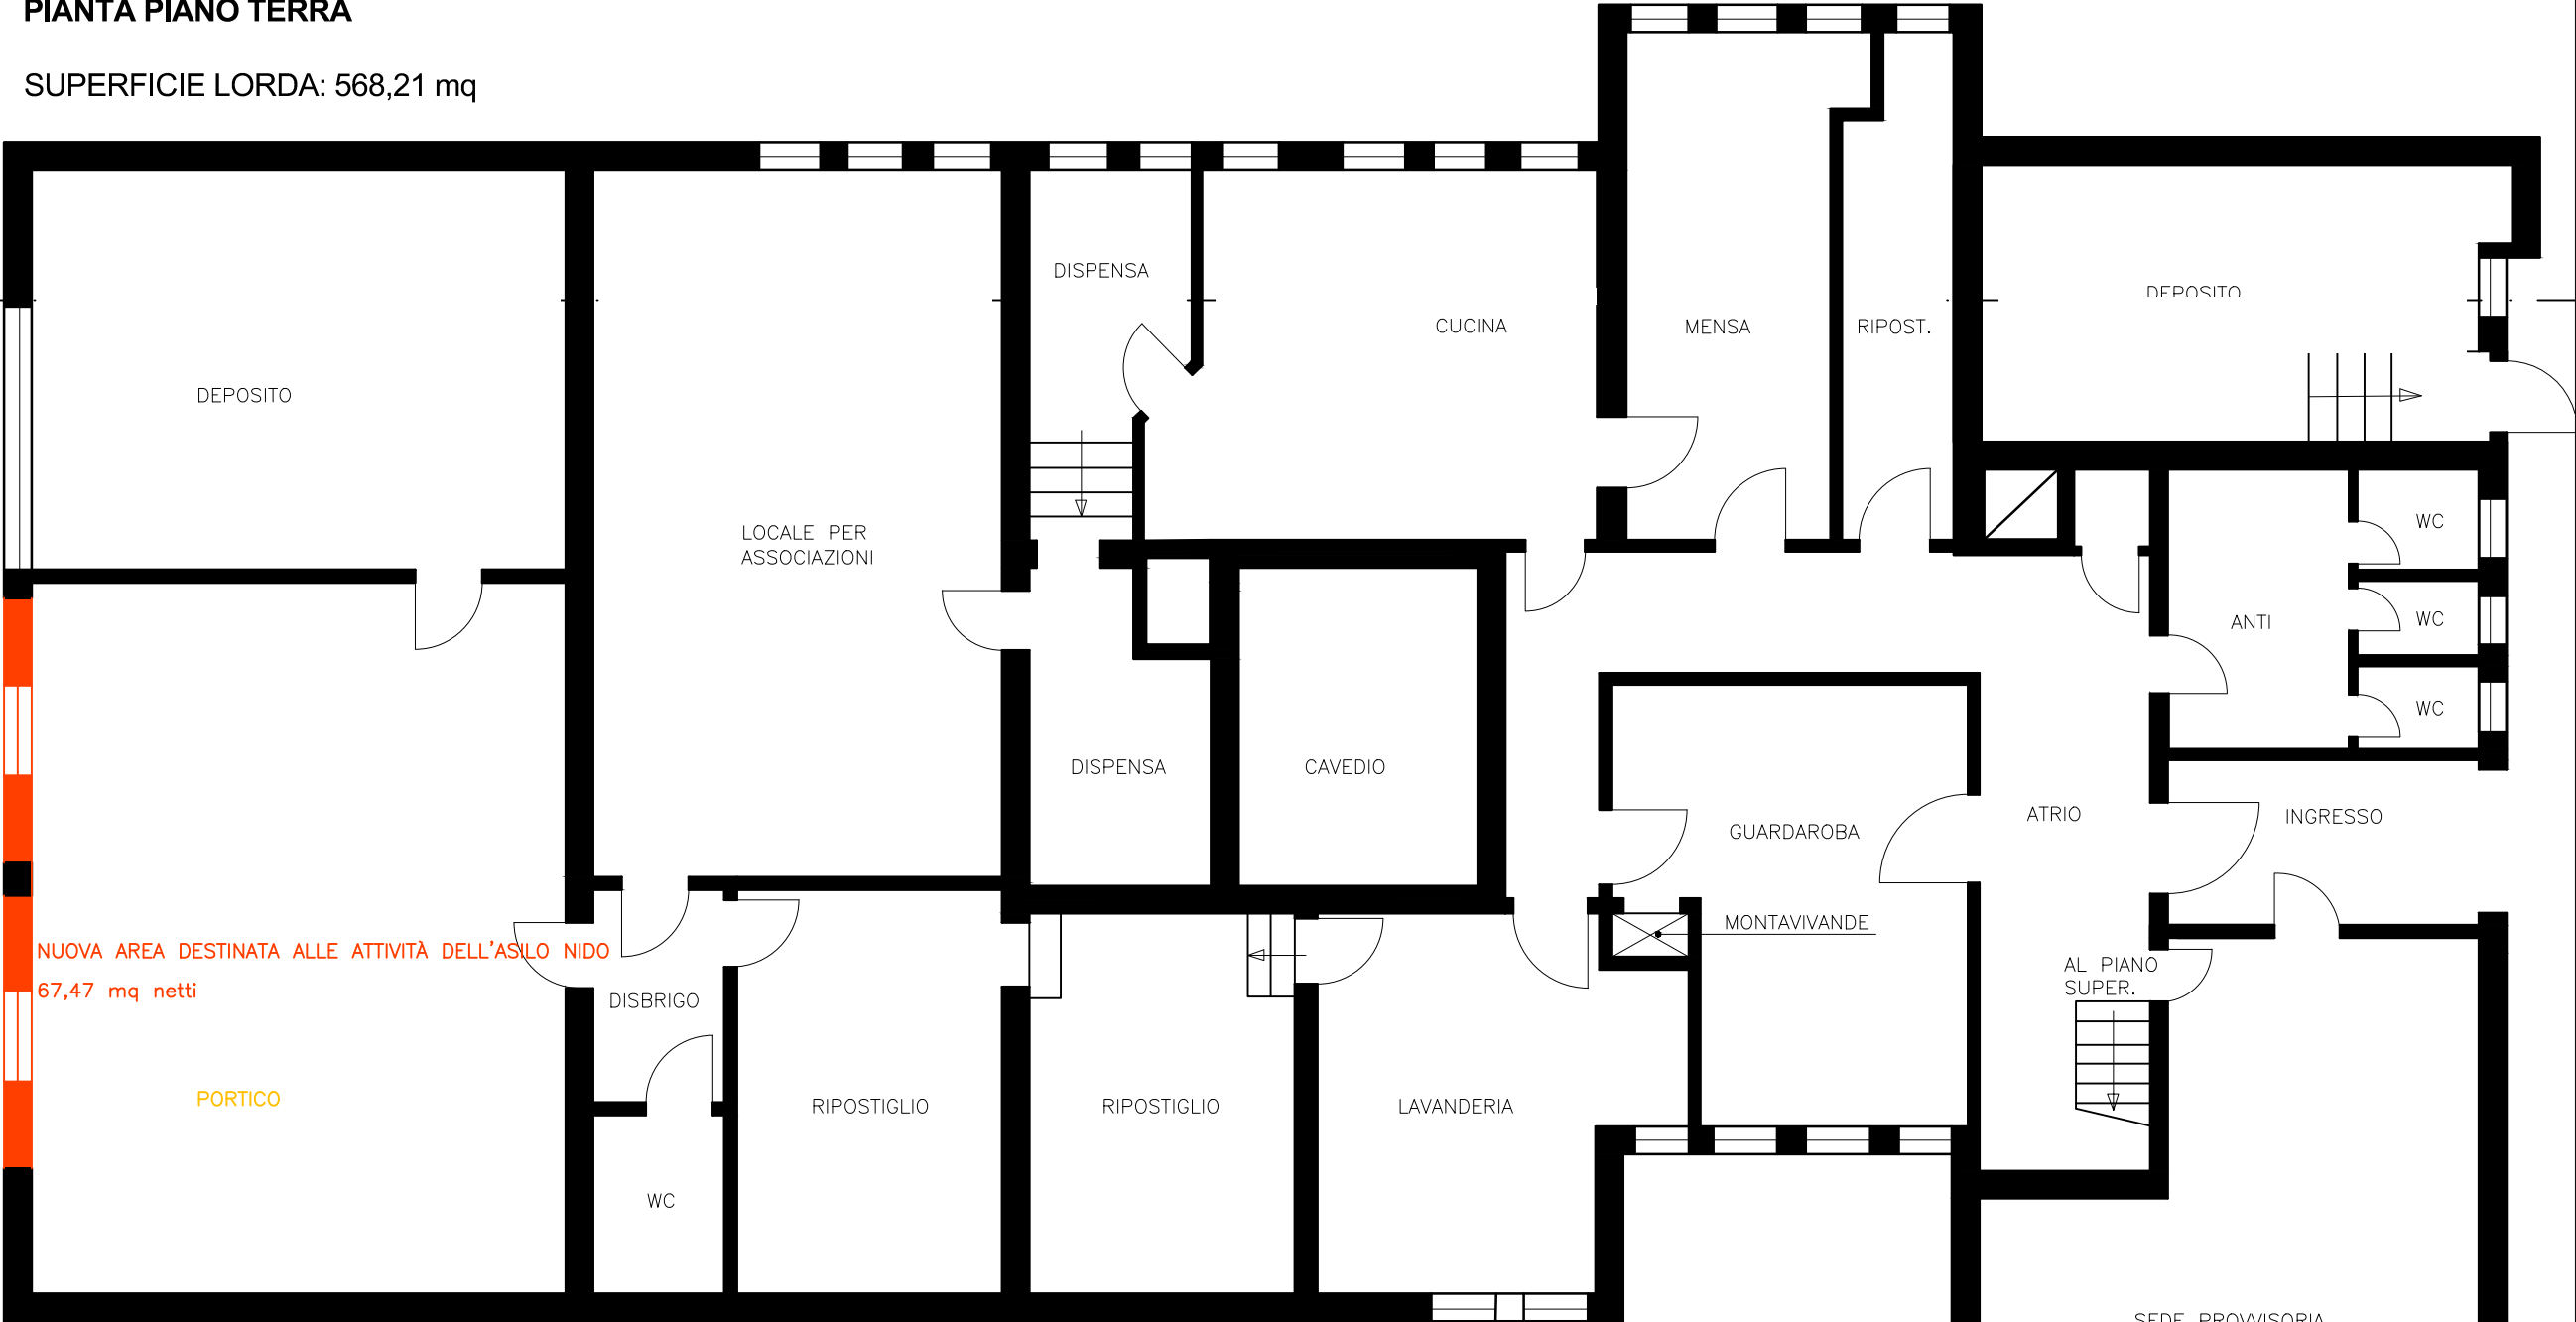 PIANTA PIANO TERRA
SUPERFICIE LORDA: 568,21 mq
DISPENSA
DEPOSITO
CUCINA
MENSA
RIPOST.
DEPOSITO
LOCALE PER
ASSOCIAZIONI
WC
WC
ANTI
WC
DISPENSA
CAVEDIO
GUARDAROBA
ATRIO
INGRESSO
MONTAVIVANDE
NUOVA AREA DESTINATA ALLE ATTIVITÀ DELL'ASILO NIDO
67,47 mq netti
AL PIANO
SUPER.
DISBRIGO
PORTICO
RIPOSTIGLIO
RIPOSTIGLIO
LAVANDERIA
WC
SEDE PROVVISORIA